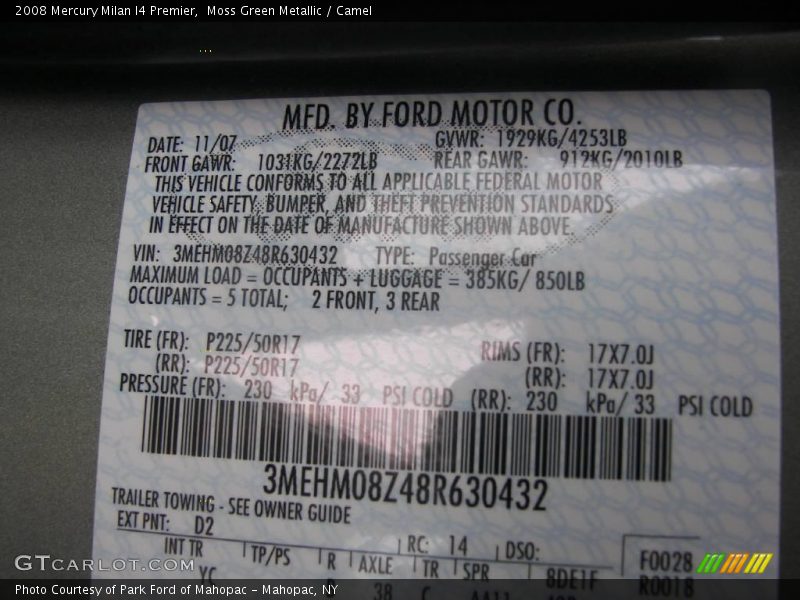 2008 Mercury Milan I4 Premier,  Moss Green Metallic / Camel
MFD. BY FORD MOTOR CO.
DATE: 11/07 GVWR: 1929KG/4253LB
FRONT GAWR: 1031KG/2272LB REAR GAWR: 912KG/2010LB
THIS VEHICLE CONFORMS TO ALL APPLICABLE FEDERAL MOTOR
VEHICLE SAFETY, BUMPER, AND THEFT PREVENTION STANDARDS
IN EFFECT ON THE DATE OF MANUFACTURE SHOWN ABOVE.
VIN: 3MEHM08Z48R630432 TYPE: Passenger Car
MAXIMUM LOAD = OCCUPANTS + LUGGAGE = 385KG/ 850LB
OCCUPANTS = 5 TOTAL; 2 FRONT, 3 REAR
TIRE (FR): P225/50R17 RIMS (FR): 17X7.0J
(RR): P225/50R17 (RR): 17X7.0J
PRESSURE (FR): 230 kPa/ 33 PSI COLD (RR): 230 kPa/ 33 PSI COLD
3MEHM08Z48R630432
TRAILER TOWING - SEE OWNER GUIDE
EXT PNT: D2 RC: 14 DSO: F0028
INT TR TP/PS R AXLE TR SPR 8DE1F R0018
YC 38
GTCARLOT.COM
Photo Courtesy of Park Ford of Mahopac - Mahopac, NY